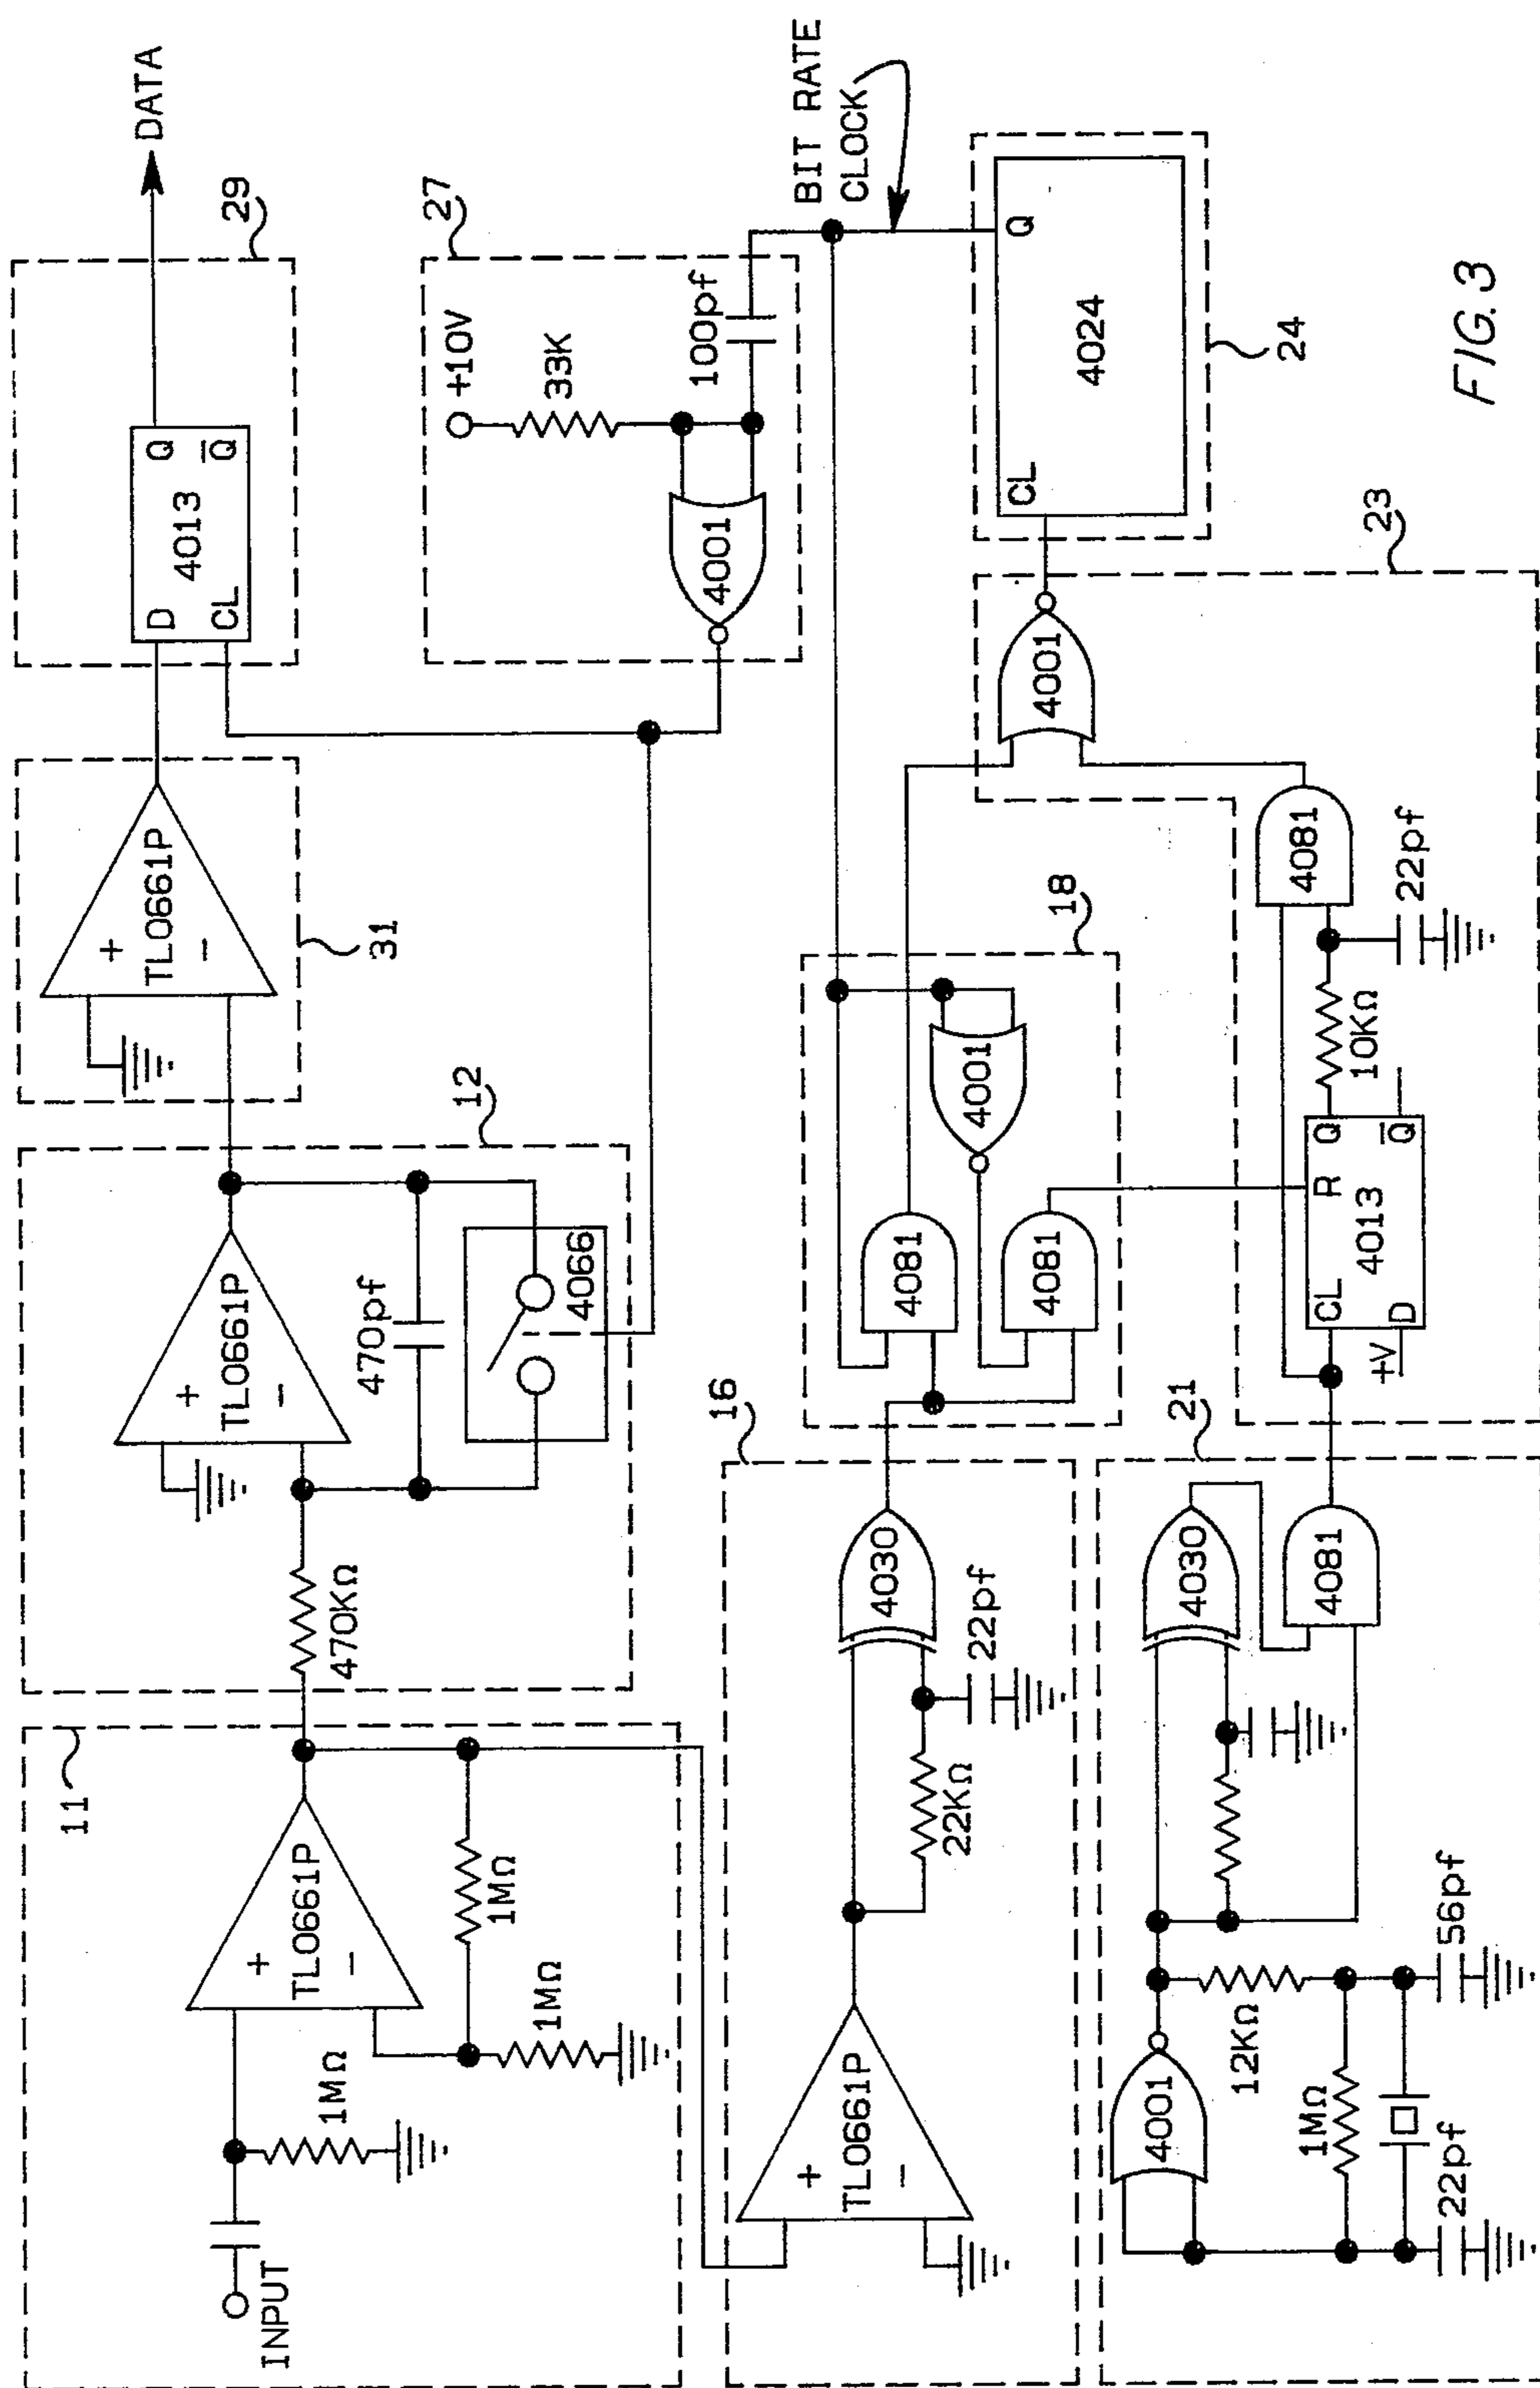 11
INPUT
1MΩ
+
TL0661P
−
1MΩ
1MΩ
12
470KΩ
+
TL0661P
−
470pf
4066
31
+
TL0661P
−
29
D
CL
4013
Q
Q̅
DATA
27
+10V
33K
100pf
4001
BIT RATE
CLOCK
16
+
TL0661P
−
22KΩ
22pf
4030
18
4081
4081
4001
24
CL
4024
Q
21
4001
12KΩ
1MΩ
22pf
56pf
4030
4081
23
+V
CL
D
4013
R
Q
Q̅
10KΩ
22pf
4081
4001
FIG. 3